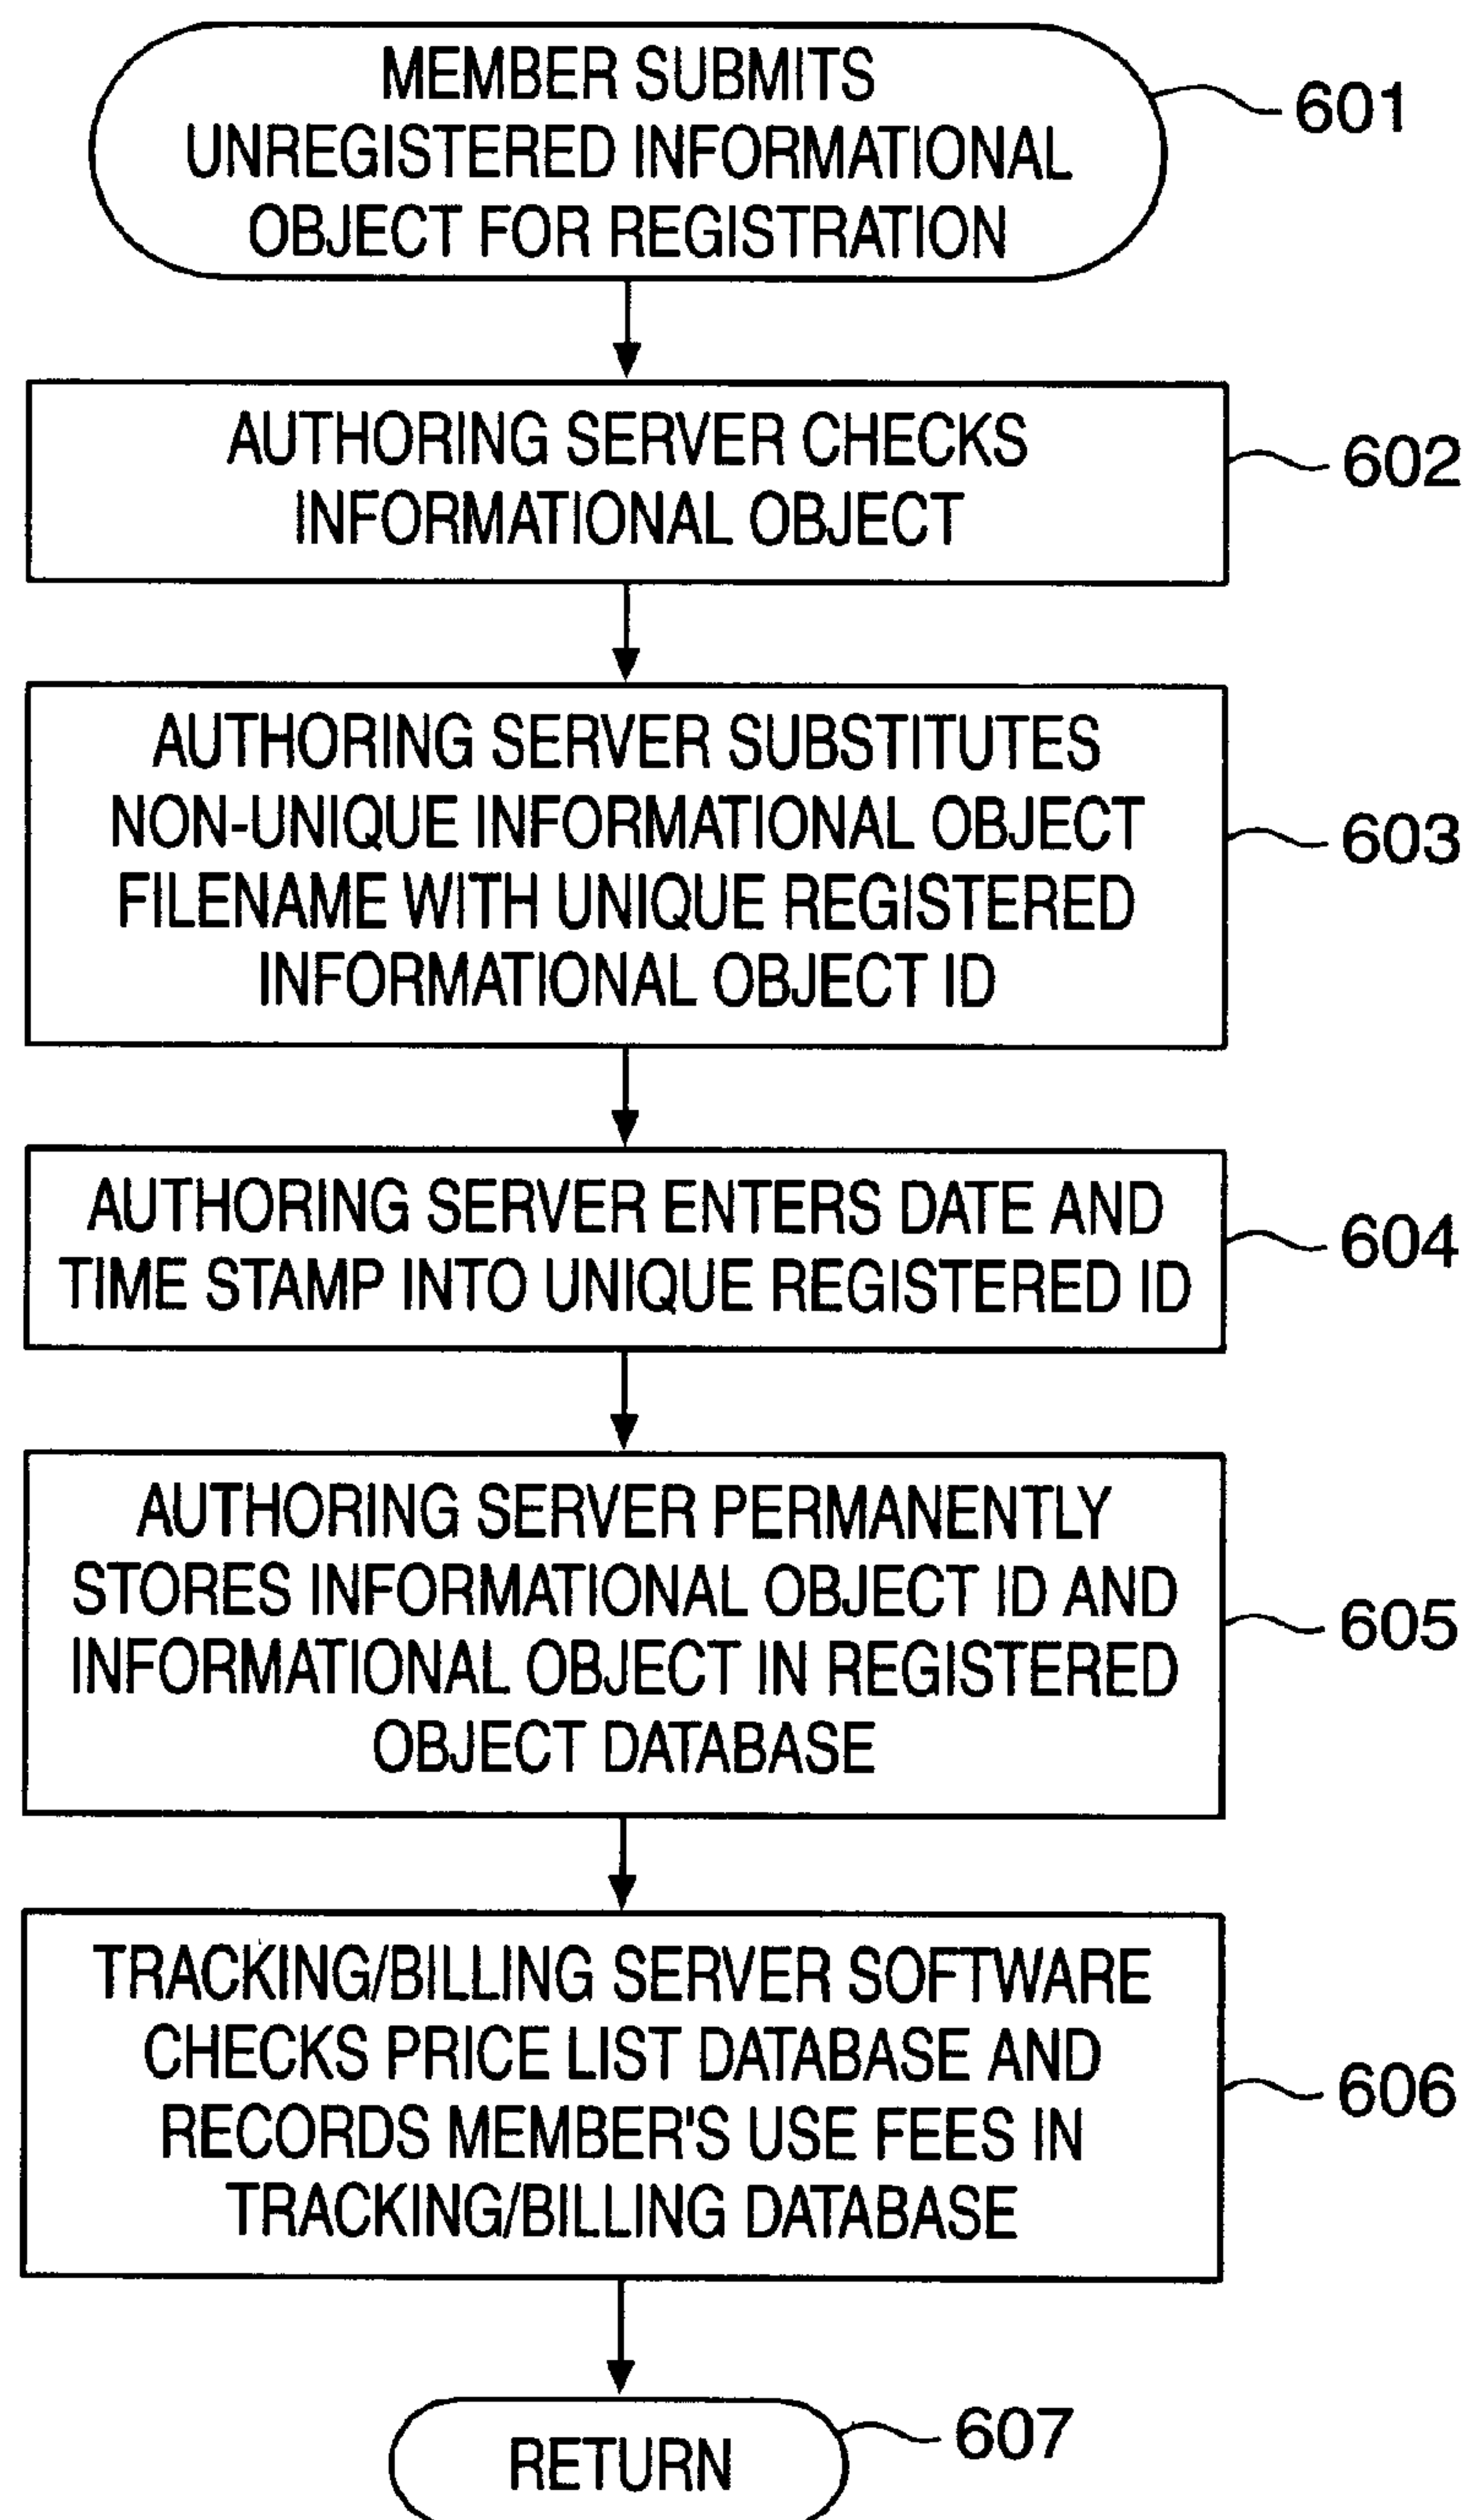 MEMBER SUBMITS
UNREGISTERED INFORMATIONAL
OBJECT FOR REGISTRATION
601
AUTHORING SERVER CHECKS
INFORMATIONAL OBJECT
602
AUTHORING SERVER SUBSTITUTES
NON-UNIQUE INFORMATIONAL OBJECT
FILENAME WITH UNIQUE REGISTERED
INFORMATIONAL OBJECT ID
603
AUTHORING SERVER ENTERS DATE AND
TIME STAMP INTO UNIQUE REGISTERED ID
604
AUTHORING SERVER PERMANENTLY
STORES INFORMATIONAL OBJECT ID AND
INFORMATIONAL OBJECT IN REGISTERED
OBJECT DATABASE
605
TRACKING/BILLING SERVER SOFTWARE
CHECKS PRICE LIST DATABASE AND
RECORDS MEMBER'S USE FEES IN
TRACKING/BILLING DATABASE
606
RETURN
607